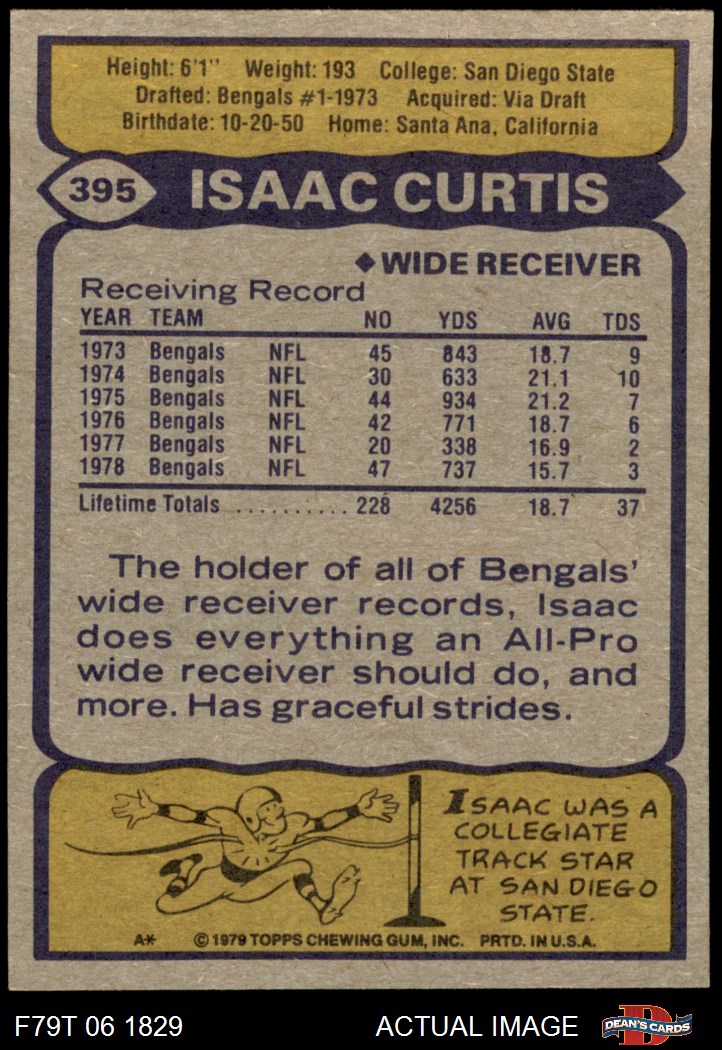 Height: 6'1" Weight: 193 College: San Diego State
Drafted: Bengals #1-1973 Acquired: Via Draft
Birthdate: 10-20-50 Home: Santa Ana, California
395 ISAAC CURTIS
◆ WIDE RECEIVER
Receiving Record
YEAR TEAM NO YDS AVG TDS
1973 Bengals NFL 45 843 18.7 9
1974 Bengals NFL 30 633 21.1 10
1975 Bengals NFL 44 934 21.2 7
1976 Bengals NFL 42 771 18.7 6
1977 Bengals NFL 20 338 16.9 2
1978 Bengals NFL 47 737 15.7 3
Lifetime Totals .......... 228 4256 18.7 37
The holder of all of Bengals'
wide receiver records, Isaac
does everything an All-Pro
wide receiver should do, and
more. Has graceful strides.
ISAAC WAS A
COLLEGIATE
TRACK STAR
AT SAN DIEGO
STATE.
A* © 1979 TOPPS CHEWING GUM, INC. PRTD. IN U.S.A.
F79T 06 1829 ACTUAL IMAGE D DEAN'S CARDS